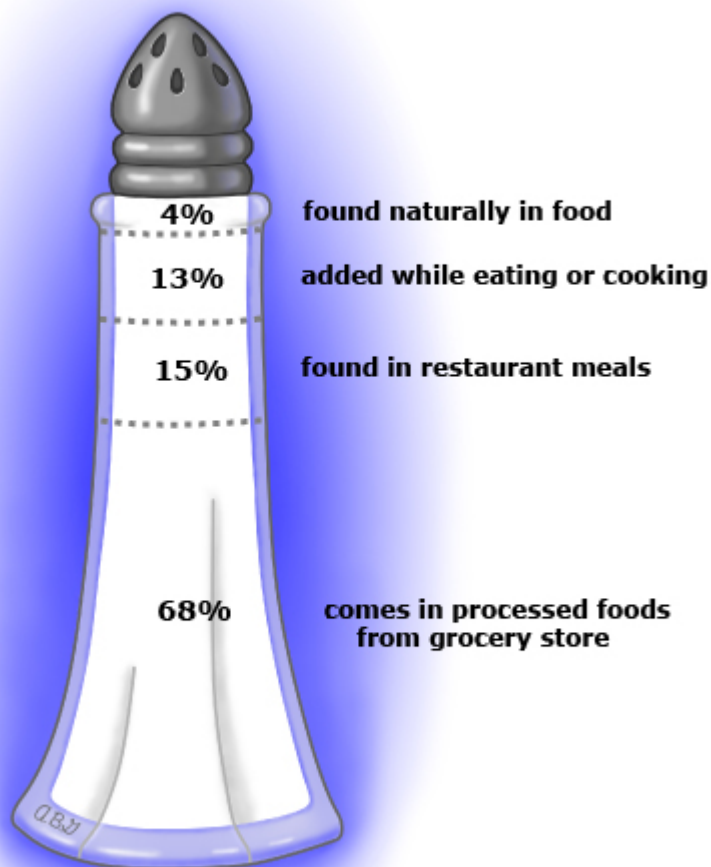 4% found naturally in food
13% added while eating or cooking
15% found in restaurant meals
68% comes in processed foods
from grocery store